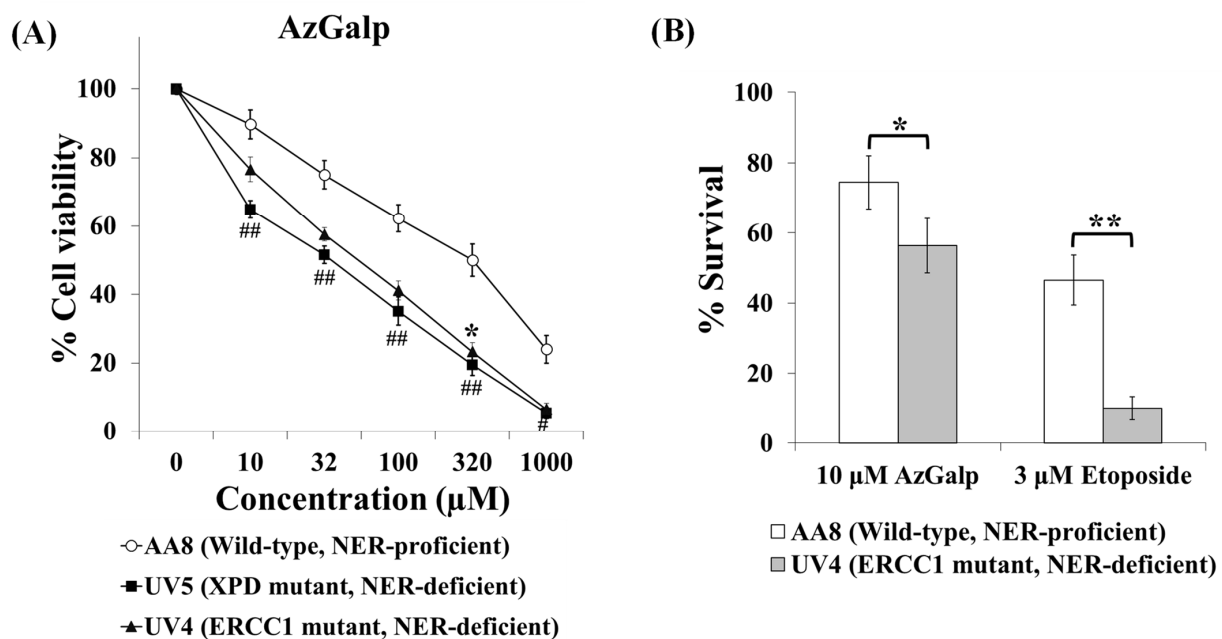 (A)
AzGalp
% Cell viability
100
80
60
40
20
0
##
##
##
*
##
#
0 10 32 100 320 1000
Concentration (µM)
AA8 (Wild-type, NER-proficient)
UV5 (XPD mutant, NER-deficient)
UV4 (ERCC1 mutant, NER-deficient)
(B)
% Survival
100
80
60
40
20
0
*
**
10 µM AzGalp 3 µM Etoposide
AA8 (Wild-type, NER-proficient)
UV4 (ERCC1 mutant, NER-deficient)